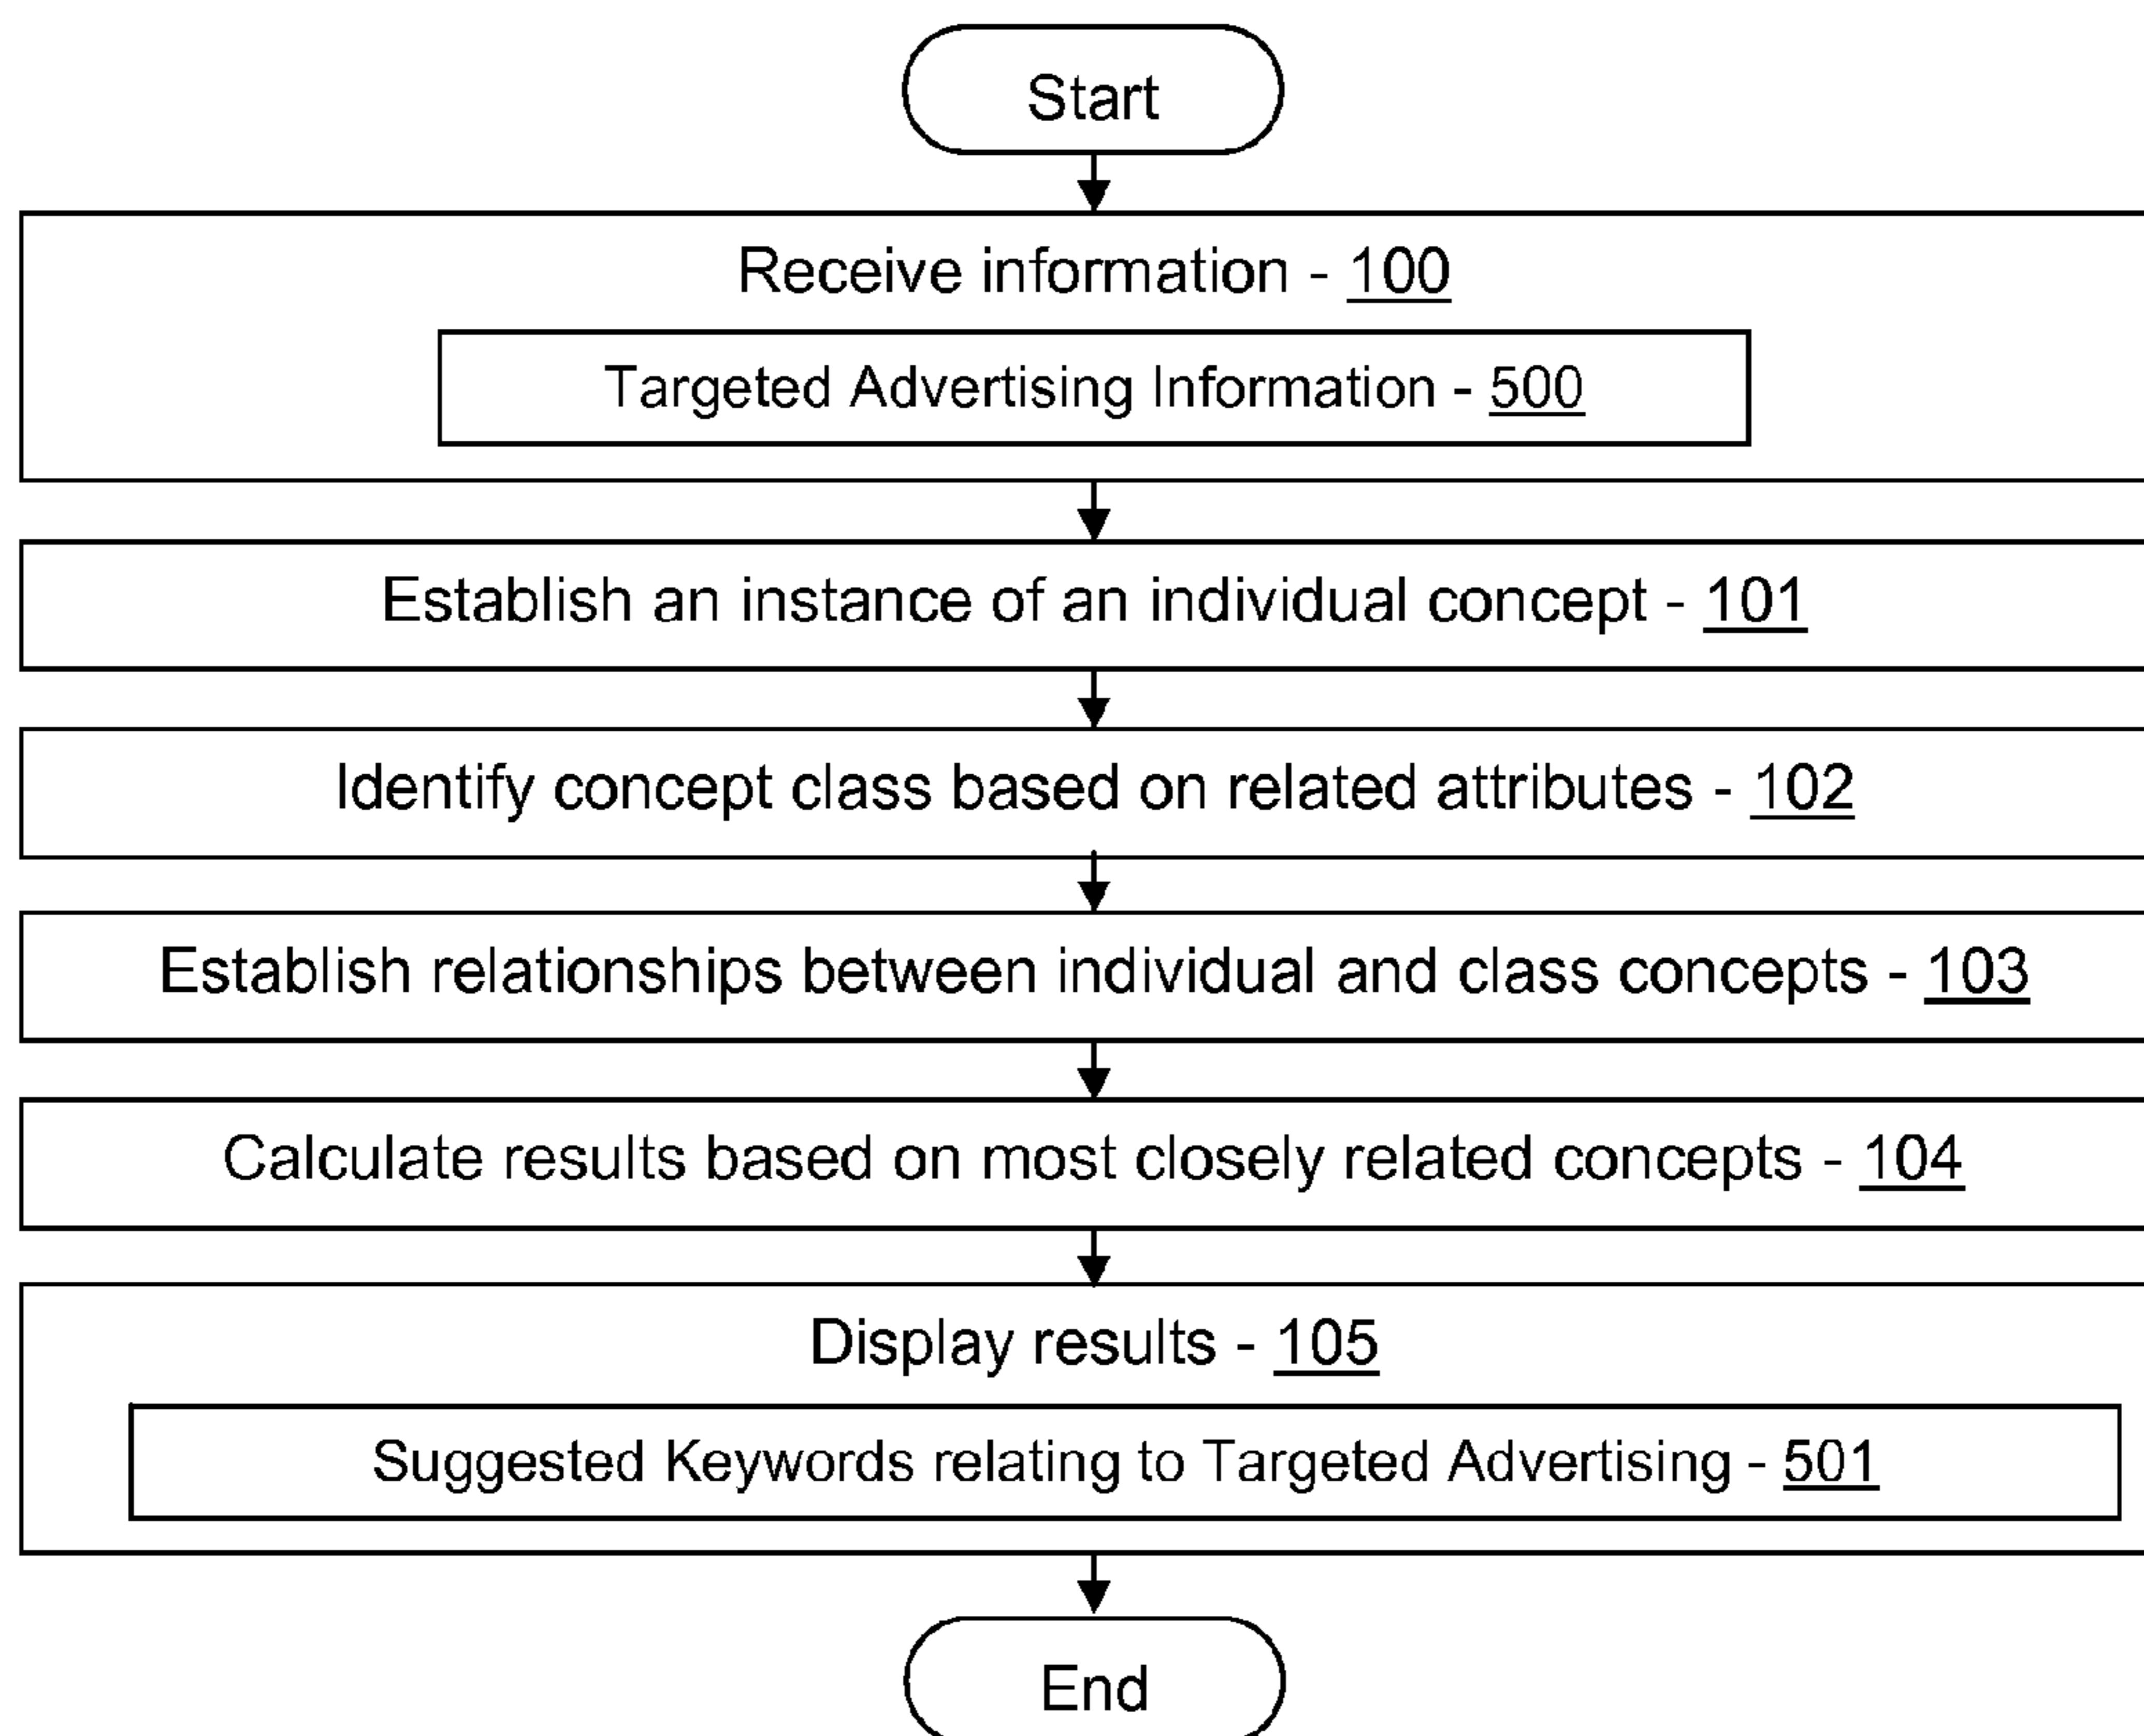 Start
Receive information - 100
Targeted Advertising Information - 500
Establish an instance of an individual concept - 101
Identify concept class based on related attributes - 102
Establish relationships between individual and class concepts - 103
Calculate results based on most closely related concepts - 104
Display results - 105
Suggested Keywords relating to Targeted Advertising - 501
End